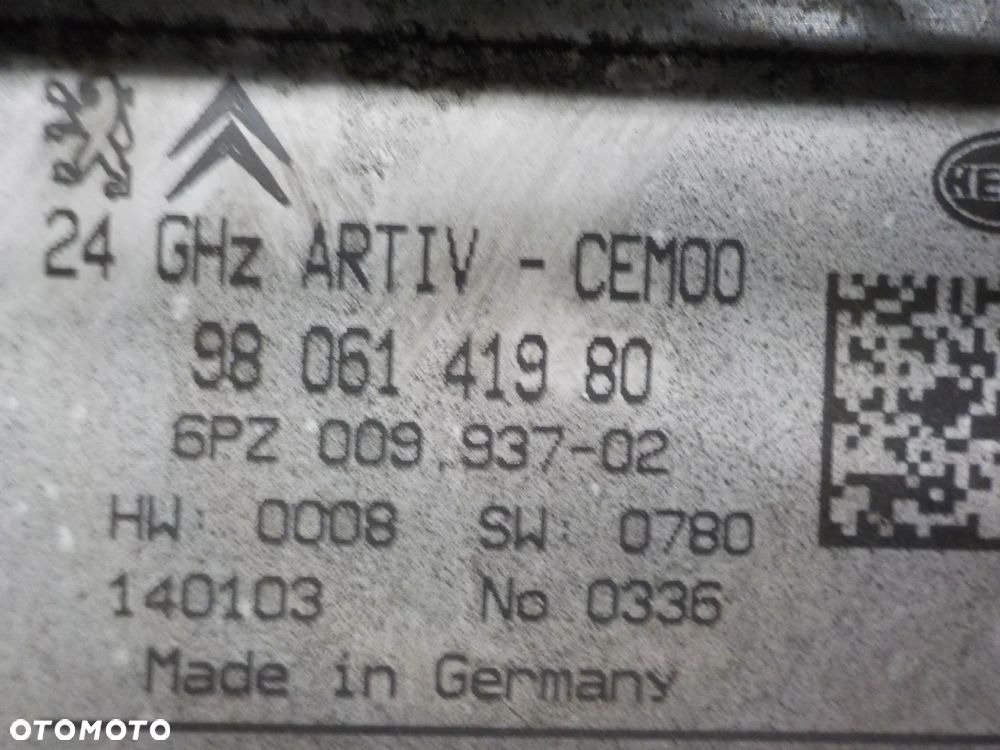 HE
24 GHz ARTIV - CEM00
98 061 419 80
6PZ 009.937-02
HW: 0008 SW: 0780
140103 No 0336
Made in Germany
OTOMOTO